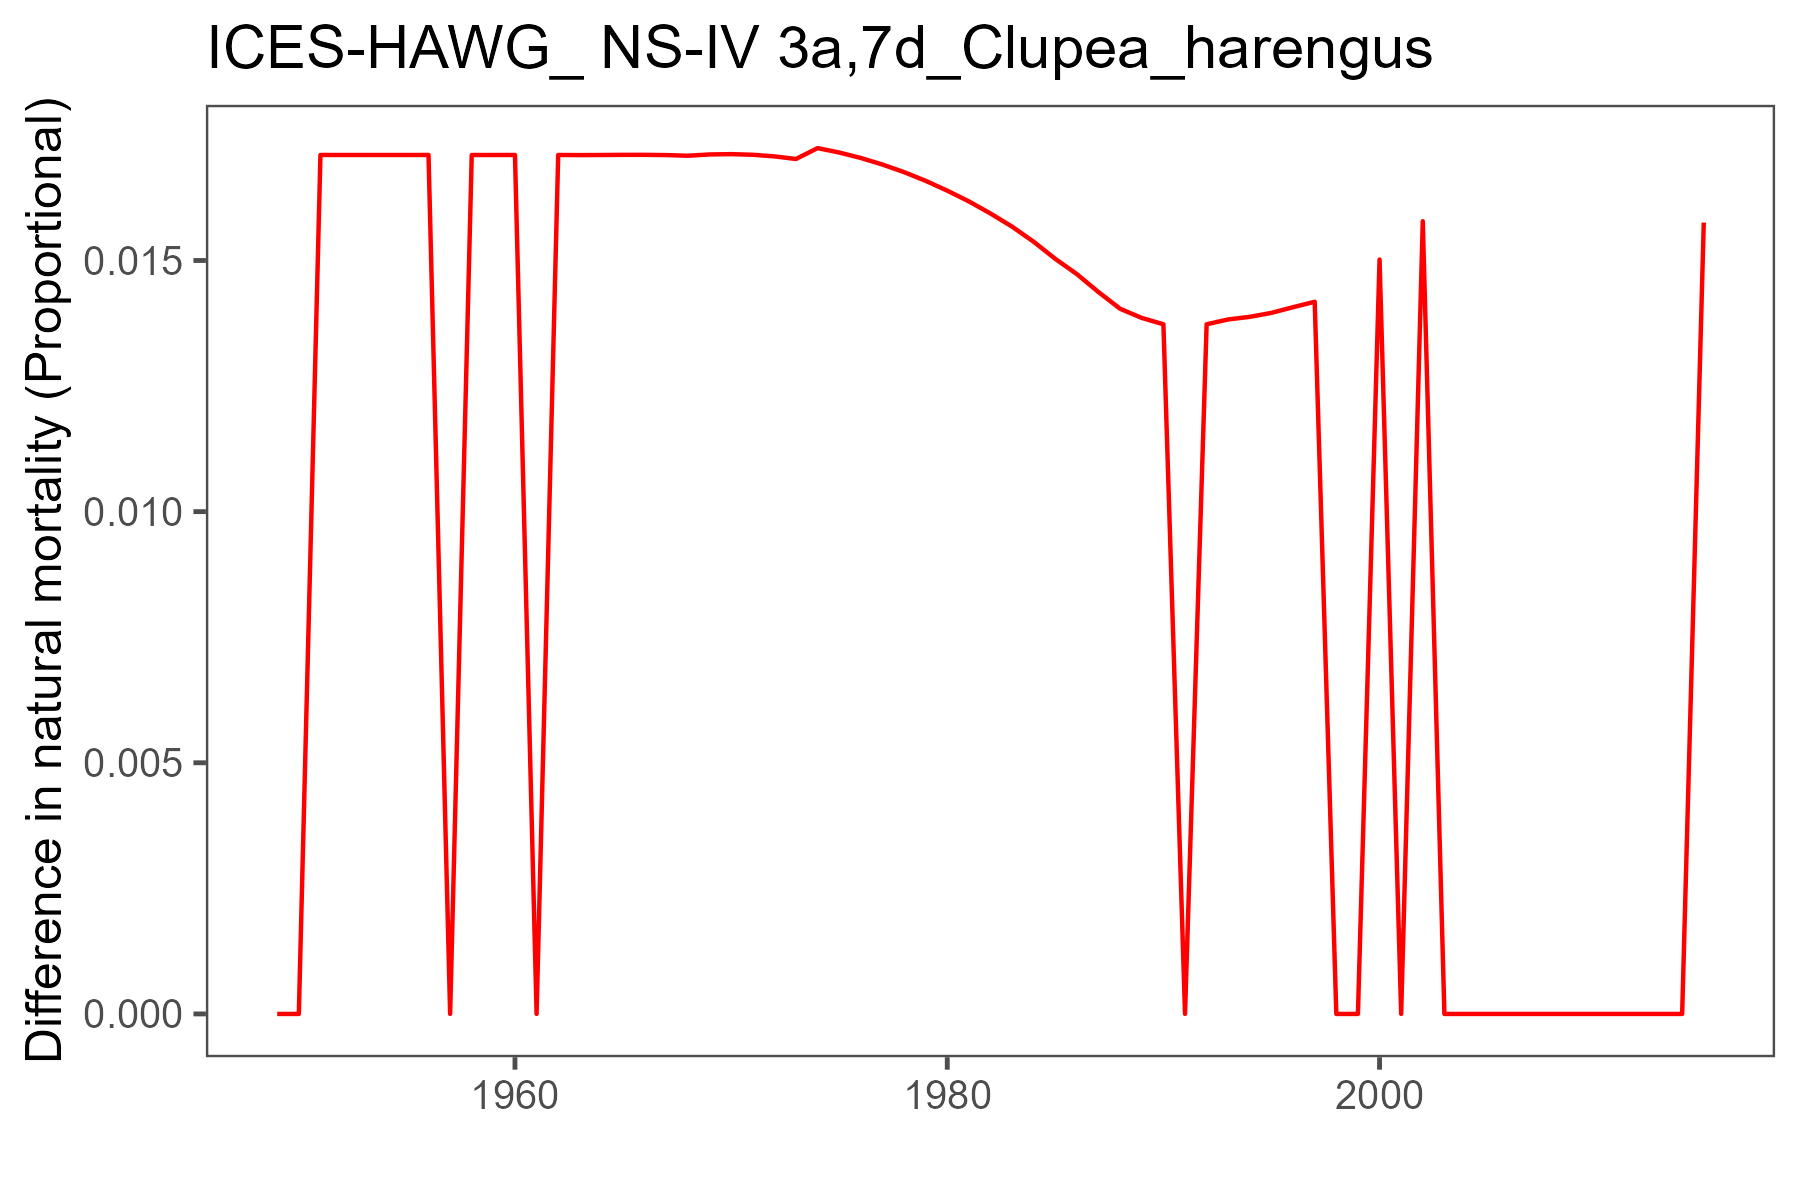 ICES-HAWG_ NS-IV 3a,7d_Clupea_harengus
Difference in natural mortality (Proportional)
0.015
0.010
0.005
0.000
1960 1980 2000